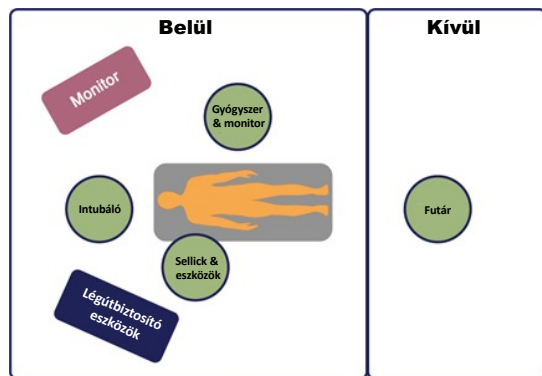 Belül
Kívül
Monitor
Gyógyszer
& monitor
Intubáló
Futár
Sellick &
eszközök
Légútbiztosító
eszközök